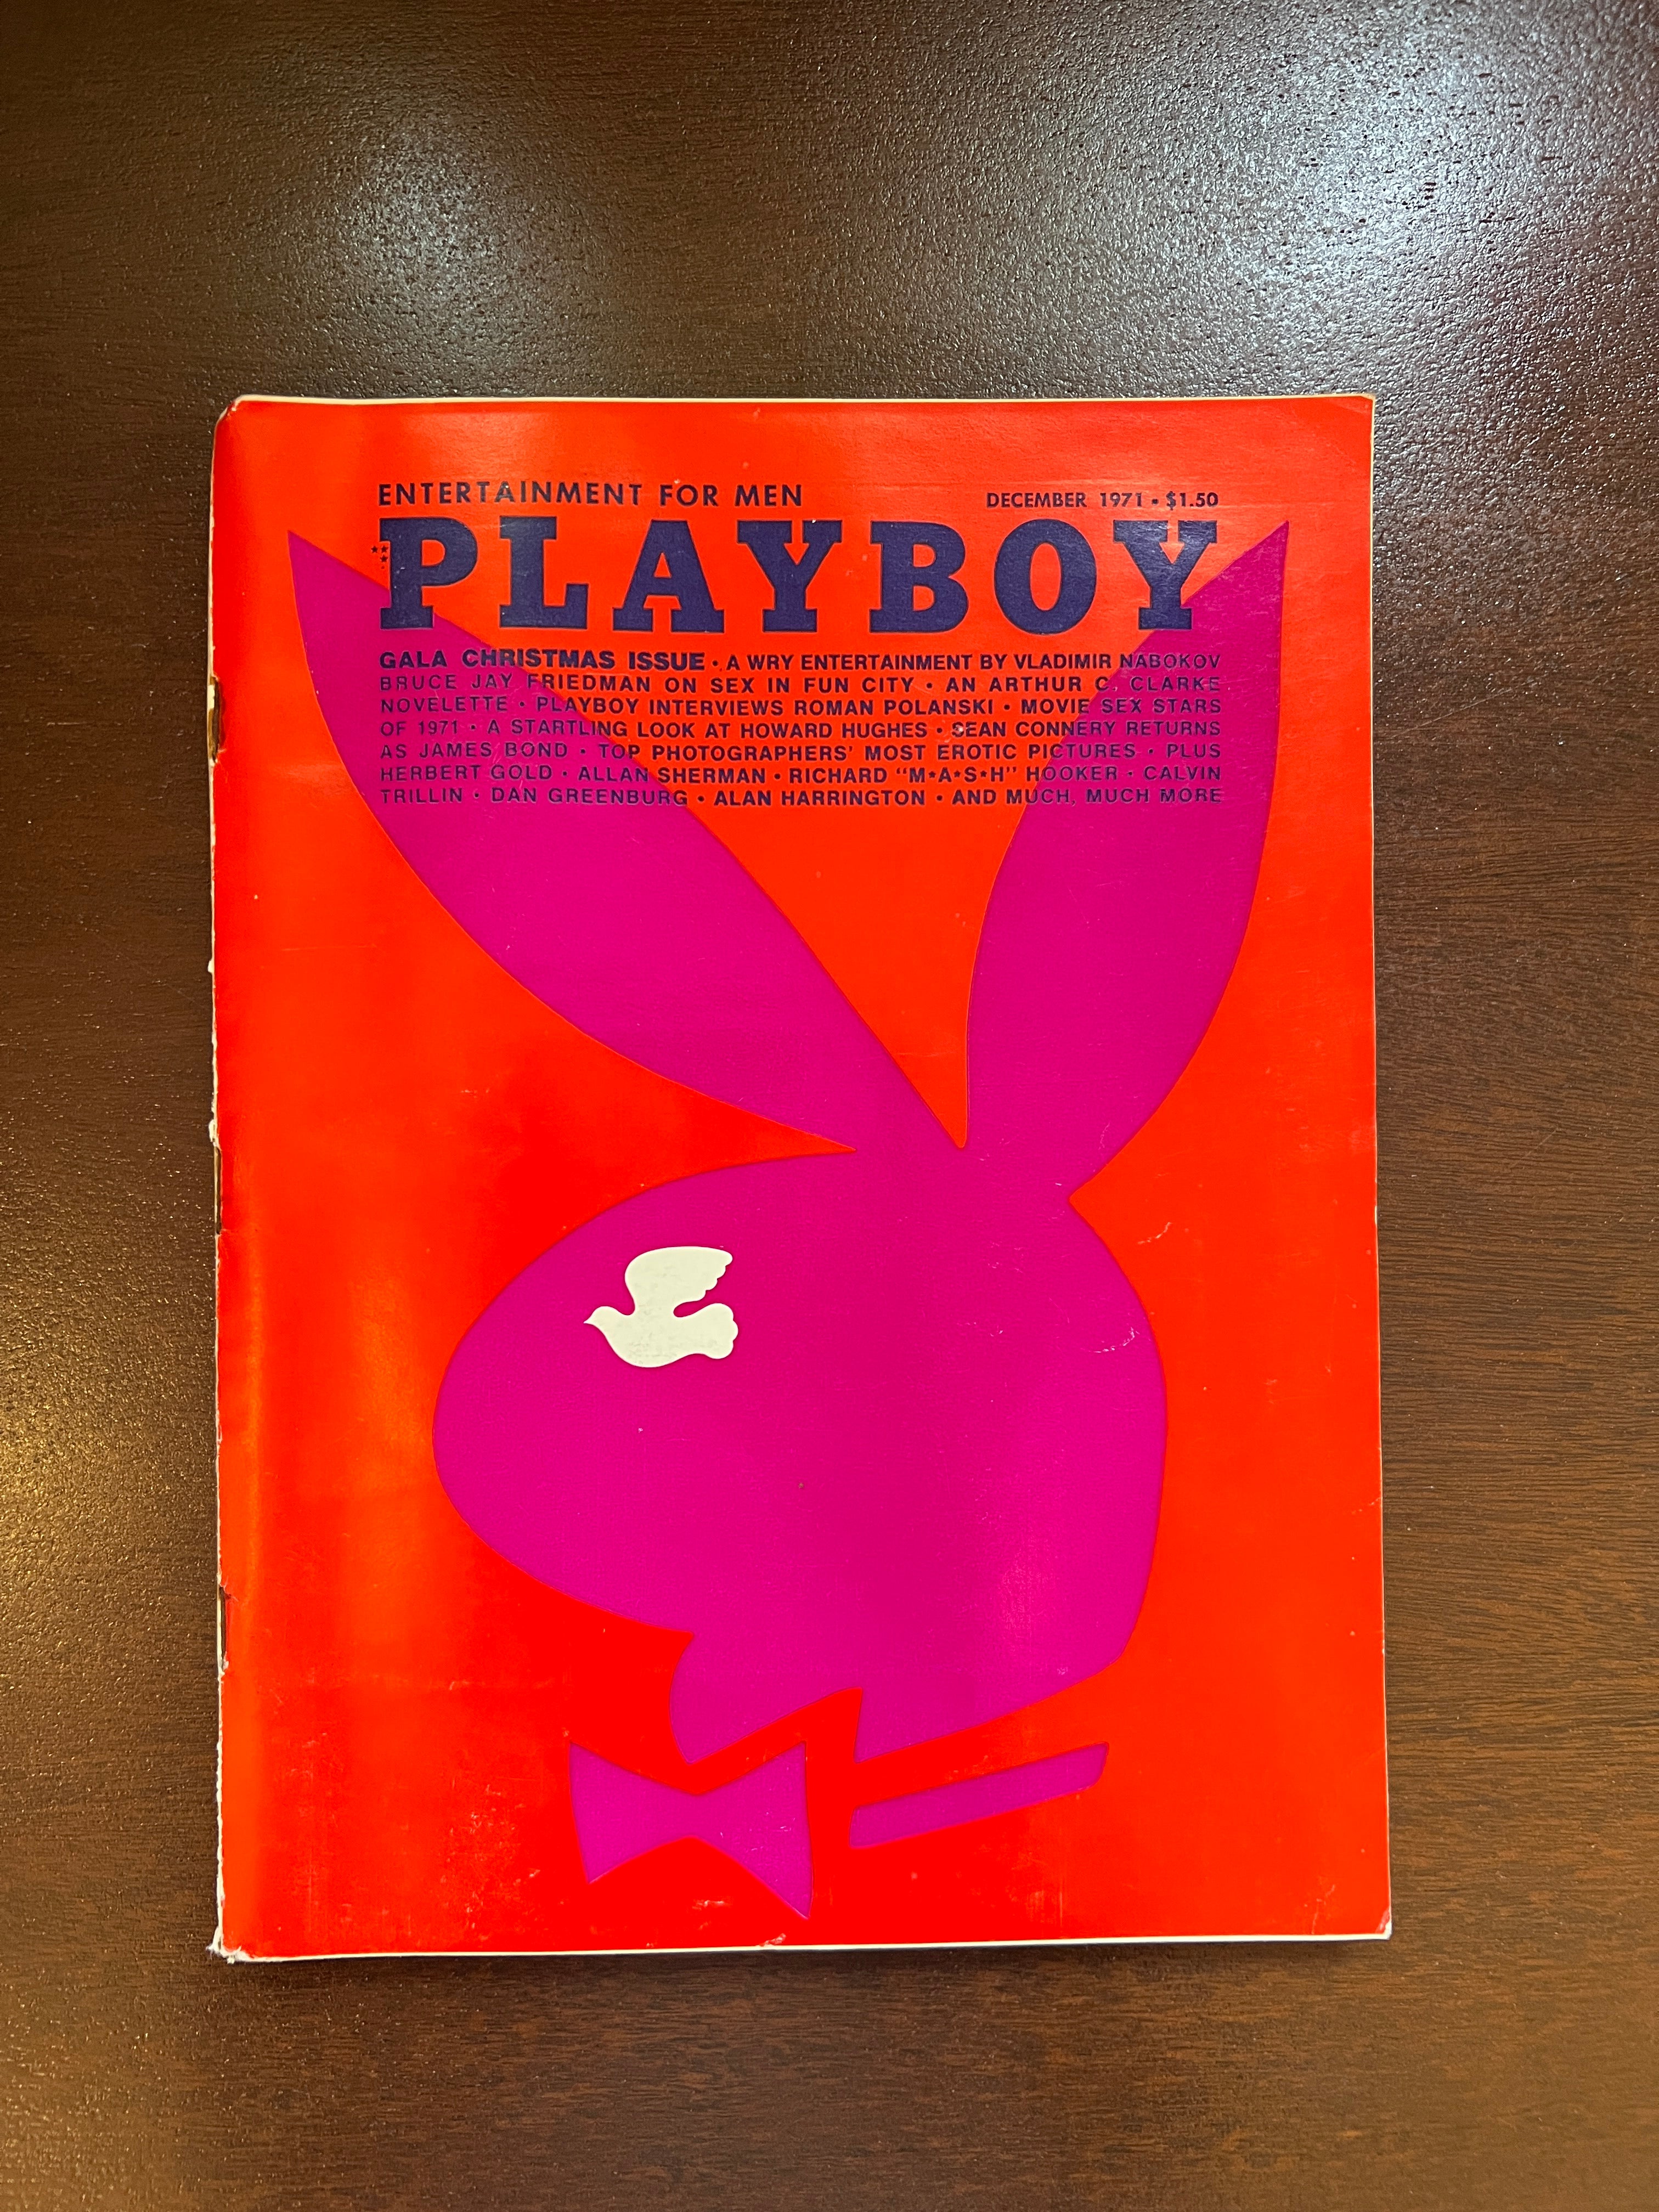 ENTERTAINMENT FOR MEN
DECEMBER 1971 • $1.50
PLAYBOY
GALA CHRISTMAS ISSUE • A WRY ENTERTAINMENT BY VLADIMIR NABOKOV
BRUCE JAY FRIEDMAN ON SEX IN FUN CITY • AN ARTHUR C. CLARKE
NOVELETTE • PLAYBOY INTERVIEWS ROMAN POLANSKI • MOVIE SEX STARS
OF 1971 • A STARTLING LOOK AT HOWARD HUGHES • SEAN CONNERY RETURNS
AS JAMES BOND • TOP PHOTOGRAPHERS' MOST EROTIC PICTURES • PLUS
HERBERT GOLD • ALLAN SHERMAN • RICHARD "M*A*S*H" HOOKER • CALVIN
TRILLIN • DAN GREENBURG • ALAN HARRINGTON • AND MUCH, MUCH MORE